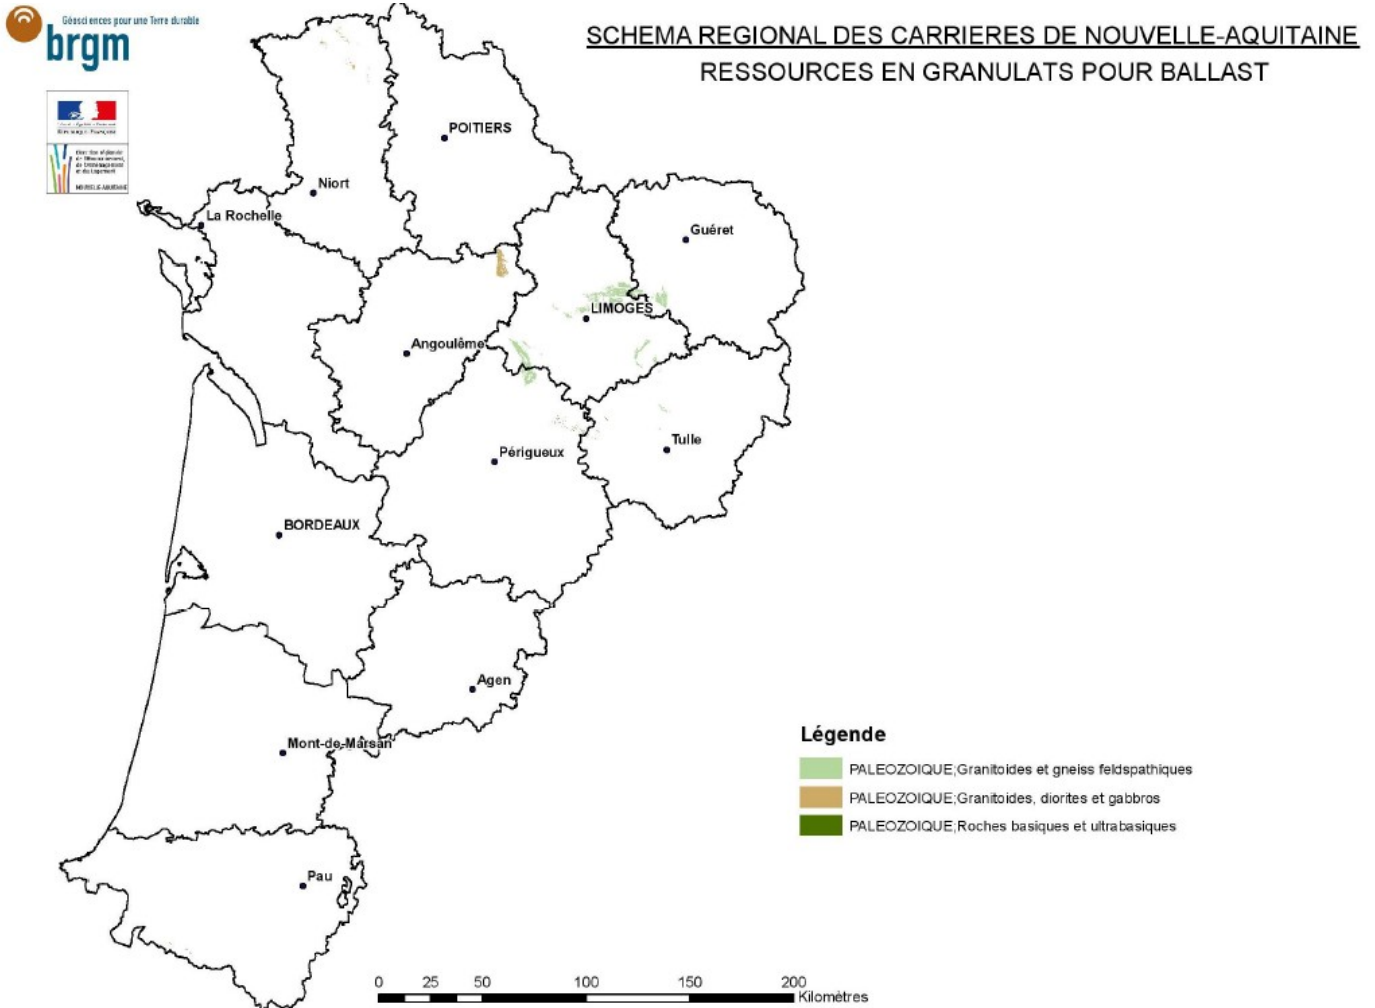 Géosciences pour une Terre durable
brgm
SCHEMA REGIONAL DES CARRIERES DE NOUVELLE-AQUITAINE
RESSOURCES EN GRANULATS POUR BALLAST
NOUVELLE-AQUITAINE
POITIERS
Niort
La Rochelle
Guéret
LIMOGES
Angoulême
Tulle
Périgueux
BORDEAUX
Agen
Mont-de-Marsan
Pau
Légende
PALEOZOIQUE;Granitoides et gneiss feldspathiques
PALEOZOIQUE;Granitoides, diorites et gabbros
PALEOZOIQUE;Roches basiques et ultrabasiques
0 25 50 100 150 200
Kilomètres